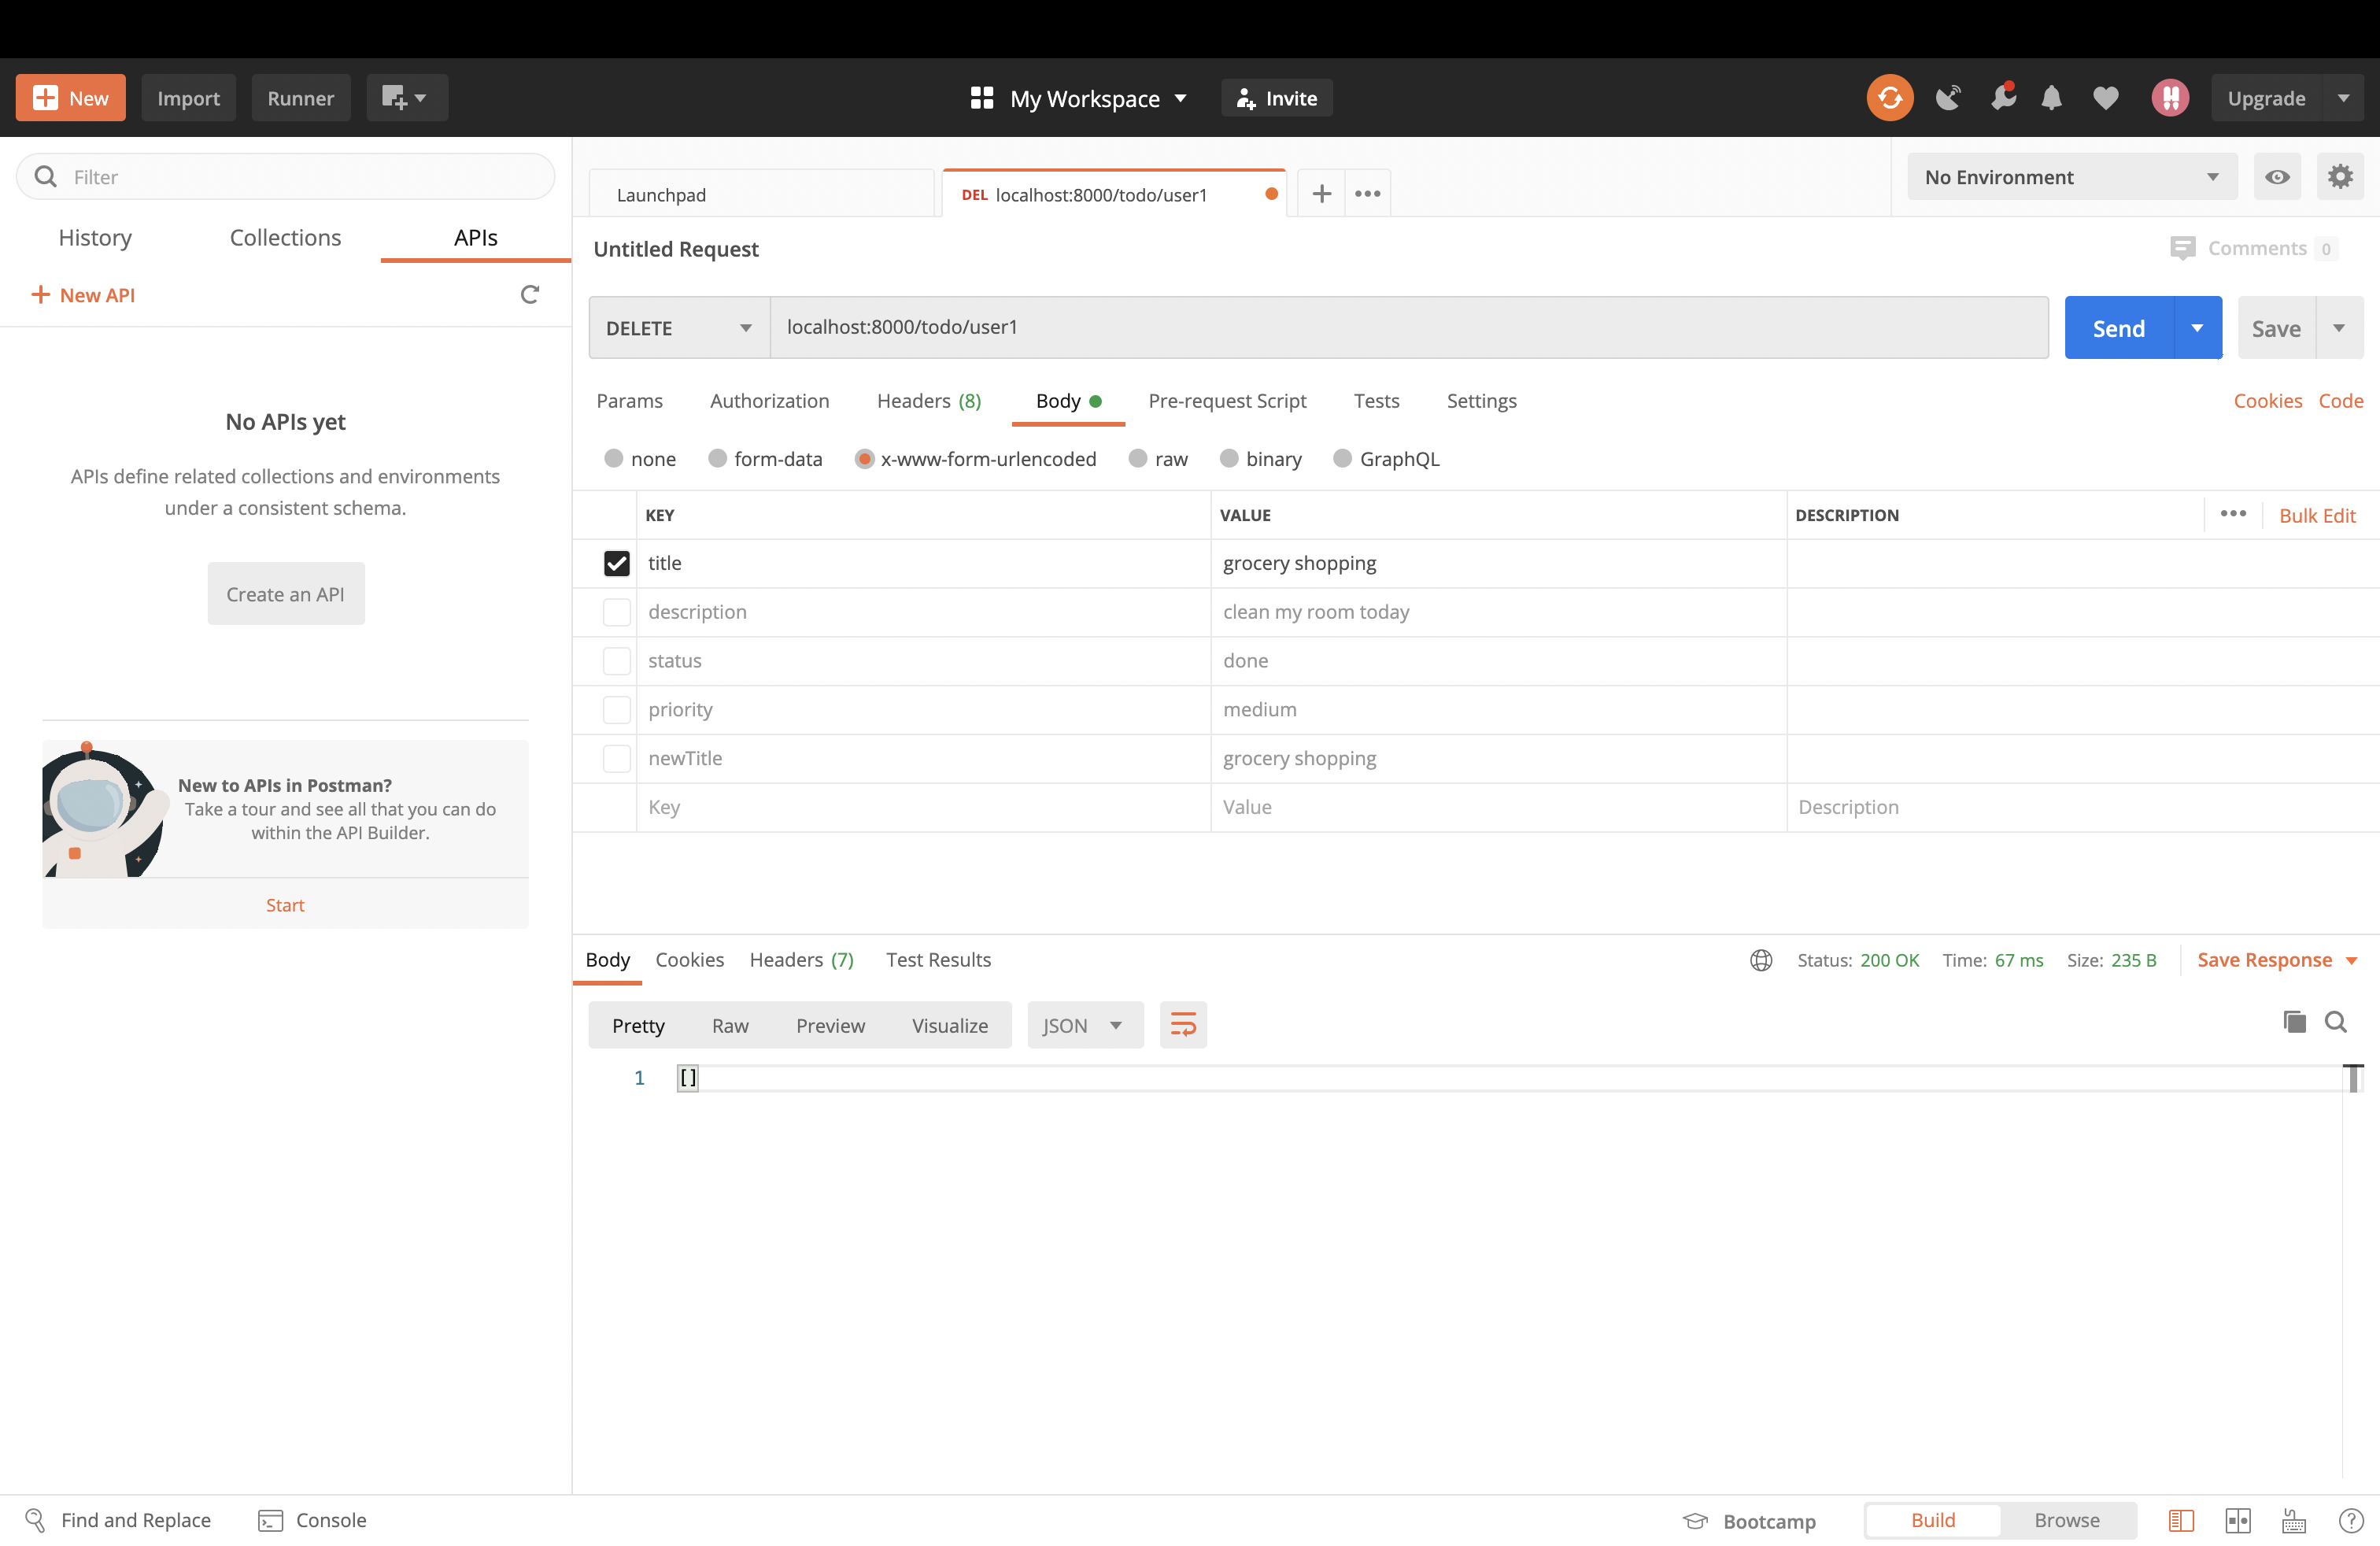 New Import Runner My Workspace Invite Upgrade
Filter
History Collections APIs
New API
No APIs yet
APIs define related collections and environments
under a consistent schema.
Create an API
New to APIs in Postman?
Take a tour and see all that you can do
within the API Builder.
Start
Launchpad DEL localhost:8000/todo/user1 No Environment
Untitled Request Comments 0
DELETE localhost:8000/todo/user1 Send Save
Params Authorization Headers (8) Body Pre-request Script Tests Settings Cookies Code
none form-data x-www-form-urlencoded raw binary GraphQL
KEY VALUE DESCRIPTION Bulk Edit
title grocery shopping
description clean my room today
status done
priority medium
newTitle grocery shopping
Key Value Description
Body Cookies Headers (7) Test Results Status: 200 OK Time: 67 ms Size: 235 B Save Response
Pretty Raw Preview Visualize JSON
1 []
Find and Replace Console Bootcamp Build Browse